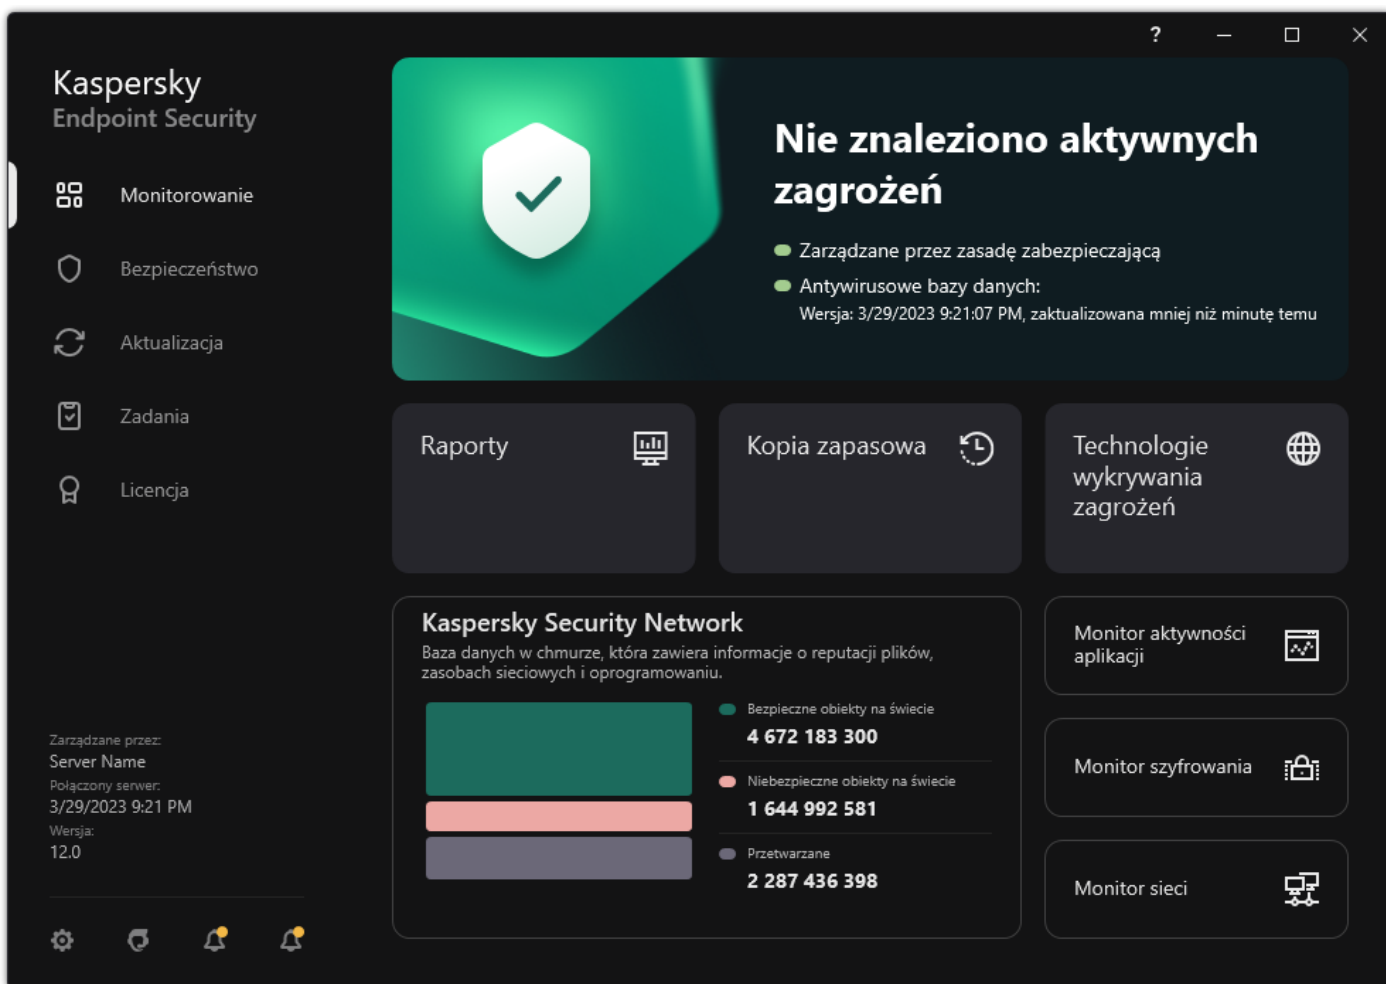 ?
Kaspersky
Endpoint Security
Monitorowanie
Bezpieczeństwo
Aktualizacja
Zadania
Licencja
Zarządzane przez:
Server Name
Połączony serwer:
3/29/2023 9:21 PM
Wersja:
12.0
Nie znaleziono aktywnych
zagrożeń
Zarządzane przez zasadę zabezpieczającą
Antywirusowe bazy danych:
Wersja: 3/29/2023 9:21:07 PM, zaktualizowana mniej niż minutę temu
Raporty
Kopia zapasowa
Technologie
wykrywania
zagrożeń
Kaspersky Security Network
Baza danych w chmurze, która zawiera informacje o reputacji plików,
zasobach sieciowych i oprogramowaniu.
Bezpieczne obiekty na świecie
4 672 183 300
Niebezpieczne obiekty na świecie
1 644 992 581
Przetwarzane
2 287 436 398
Monitor aktywności
aplikacji
Monitor szyfrowania
Monitor sieci